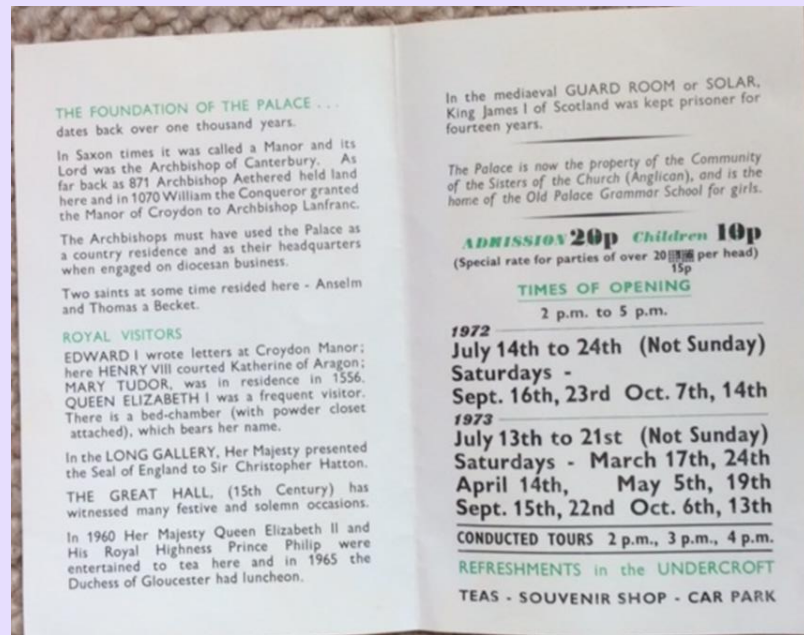 THE FOUNDATION OF THE PALACE . . .
dates back over one thousand years.
In Saxon times it was called a Manor and its
Lord was the Archbishop of Canterbury. As
far back as 871 Archbishop Aethered held land
here and in 1070 William the Conqueror granted
the Manor of Croydon to Archbishop Lanfranc.
The Archbishops must have used the Palace as
a country residence and as their headquarters
when engaged on diocesan business.
Two saints at some time resided here - Anselm
and Thomas a Becket.
ROYAL VISITORS
EDWARD I wrote letters at Croydon Manor;
here HENRY VIII courted Katherine of Aragon;
MARY TUDOR, was in residence in 1556.
QUEEN ELIZABETH I was a frequent visitor.
There is a bed-chamber (with powder closet
attached), which bears her name.
In the LONG GALLERY, Her Majesty presented
the Seal of England to Sir Christopher Hatton.
THE GREAT HALL, (15th Century) has
witnessed many festive and solemn occasions.
In 1960 Her Majesty Queen Elizabeth II and
His Royal Highness Prince Philip were
entertained to tea here and in 1965 the
Duchess of Gloucester had luncheon.
In the mediaeval GUARD ROOM or SOLAR,
King James I of Scotland was kept prisoner for
fourteen years.
The Palace is now the property of the Community
of the Sisters of the Church (Anglican), and is the
home of the Old Palace Grammar School for girls.
ADMISSION 20p Children 10p
(Special rate for parties of over 20 per head)
15p
TIMES OF OPENING
2 p.m. to 5 p.m.
1972
July 14th to 24th (Not Sunday)
Saturdays -
Sept. 16th, 23rd Oct. 7th, 14th
1973
July 13th to 21st (Not Sunday)
Saturdays - March 17th, 24th
April 14th, May 5th, 19th
Sept. 15th, 22nd Oct. 6th, 13th
CONDUCTED TOURS 2 p.m., 3 p.m., 4 p.m.
REFRESHMENTS in the UNDERCROFT
TEAS - SOUVENIR SHOP - CAR PARK